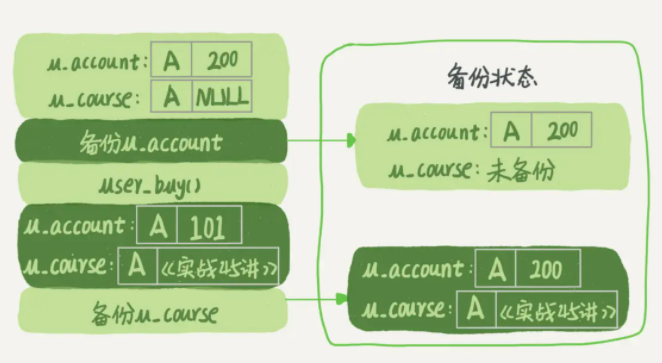 u_account: A 200
u_course: A NULL
备份u_account
user_buy()
u_account: A 101
u_course: A 《实战45讲》
备份u_course
备份状态
u_account: A 200
u_course: 未备份
u_account: A 200
u_course: A 《实战45讲》